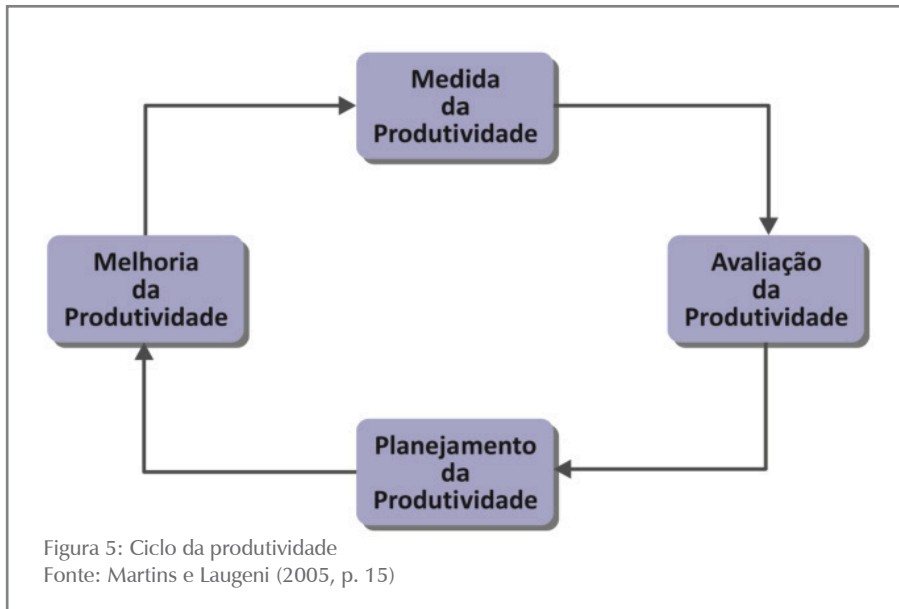 Medida
da
Produtividade
Avaliação
da
Produtividade
Planejamento
da
Produtividade
Melhoria
da
Produtividade
Figura 5: Ciclo da produtividade
Fonte: Martins e Laugeni (2005, p. 15)